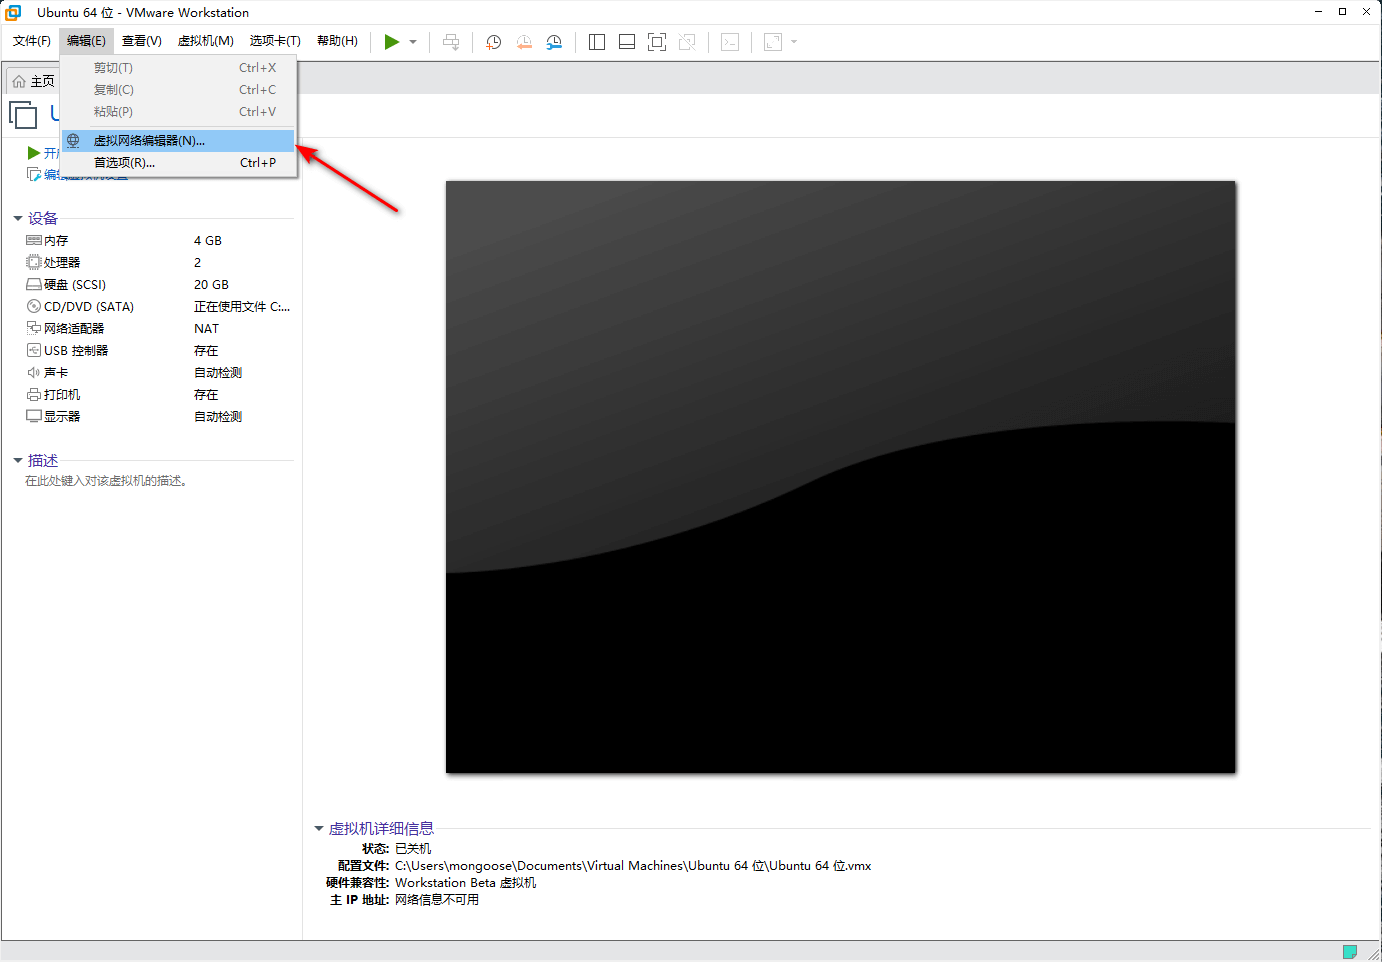 Ubuntu 64 位 - VMware Workstation
文件(F) 编辑(E) 查看(V) 虚拟机(M) 选项卡(T) 帮助(H)
剪切(T) Ctrl+X
主页
复制(C) Ctrl+C
粘贴(P) Ctrl+V
U
虚拟网络编辑器(N)...
开
首选项(R)... Ctrl+P
编辑虚拟机设置
设备
内存 4 GB
处理器 2
硬盘 (SCSI) 20 GB
CD/DVD (SATA) 正在使用文件 C:...
网络适配器 NAT
USB 控制器 存在
声卡 自动检测
打印机 存在
显示器 自动检测
描述
在此处键入对该虚拟机的描述。
虚拟机详细信息
状态: 已关机
配置文件: C:\Users\mongoose\Documents\Virtual Machines\Ubuntu 64 位\Ubuntu 64 位.vmx
硬件兼容性: Workstation Beta 虚拟机
主 IP 地址: 网络信息不可用